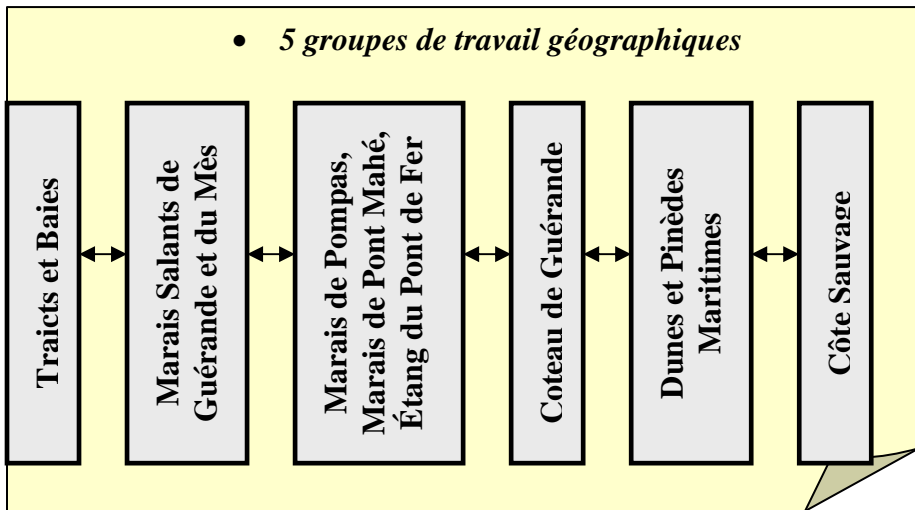 • 5 groupes de travail géographiques
Traicts et Baies
Marais Salants de
Guérande et du Mès
Marais de Pompas,
Marais de Pont Mahé,
Étang du Pont de Fer
Coteau de Guérande
Dunes et Pinèdes
Maritimes
Côte Sauvage